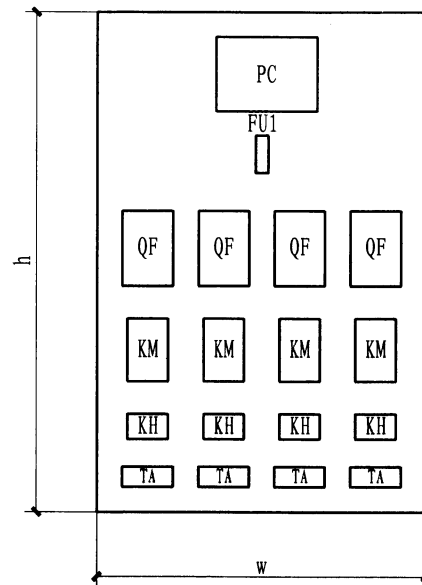 PC
FU1
QF QF QF QF
h
KM KM KM KM
KH KH KH KH
TA TA TA TA
w